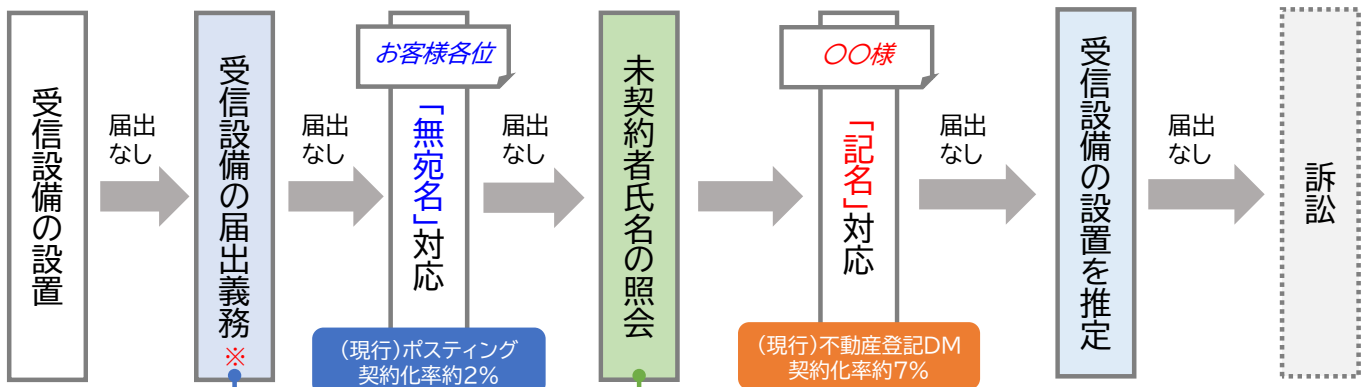 受信設備の設置
届出
なし
受信設備の届出義務※
届出
なし
お客様各位
「無宛名」対応
(現行)ポスティング
契約化率約2%
届出
なし
未契約者氏名の照会
〇〇様
「記名」対応
(現行)不動産登記DM
契約化率約7%
届出
なし
受信設備の設置を推定
届出
なし
訴訟